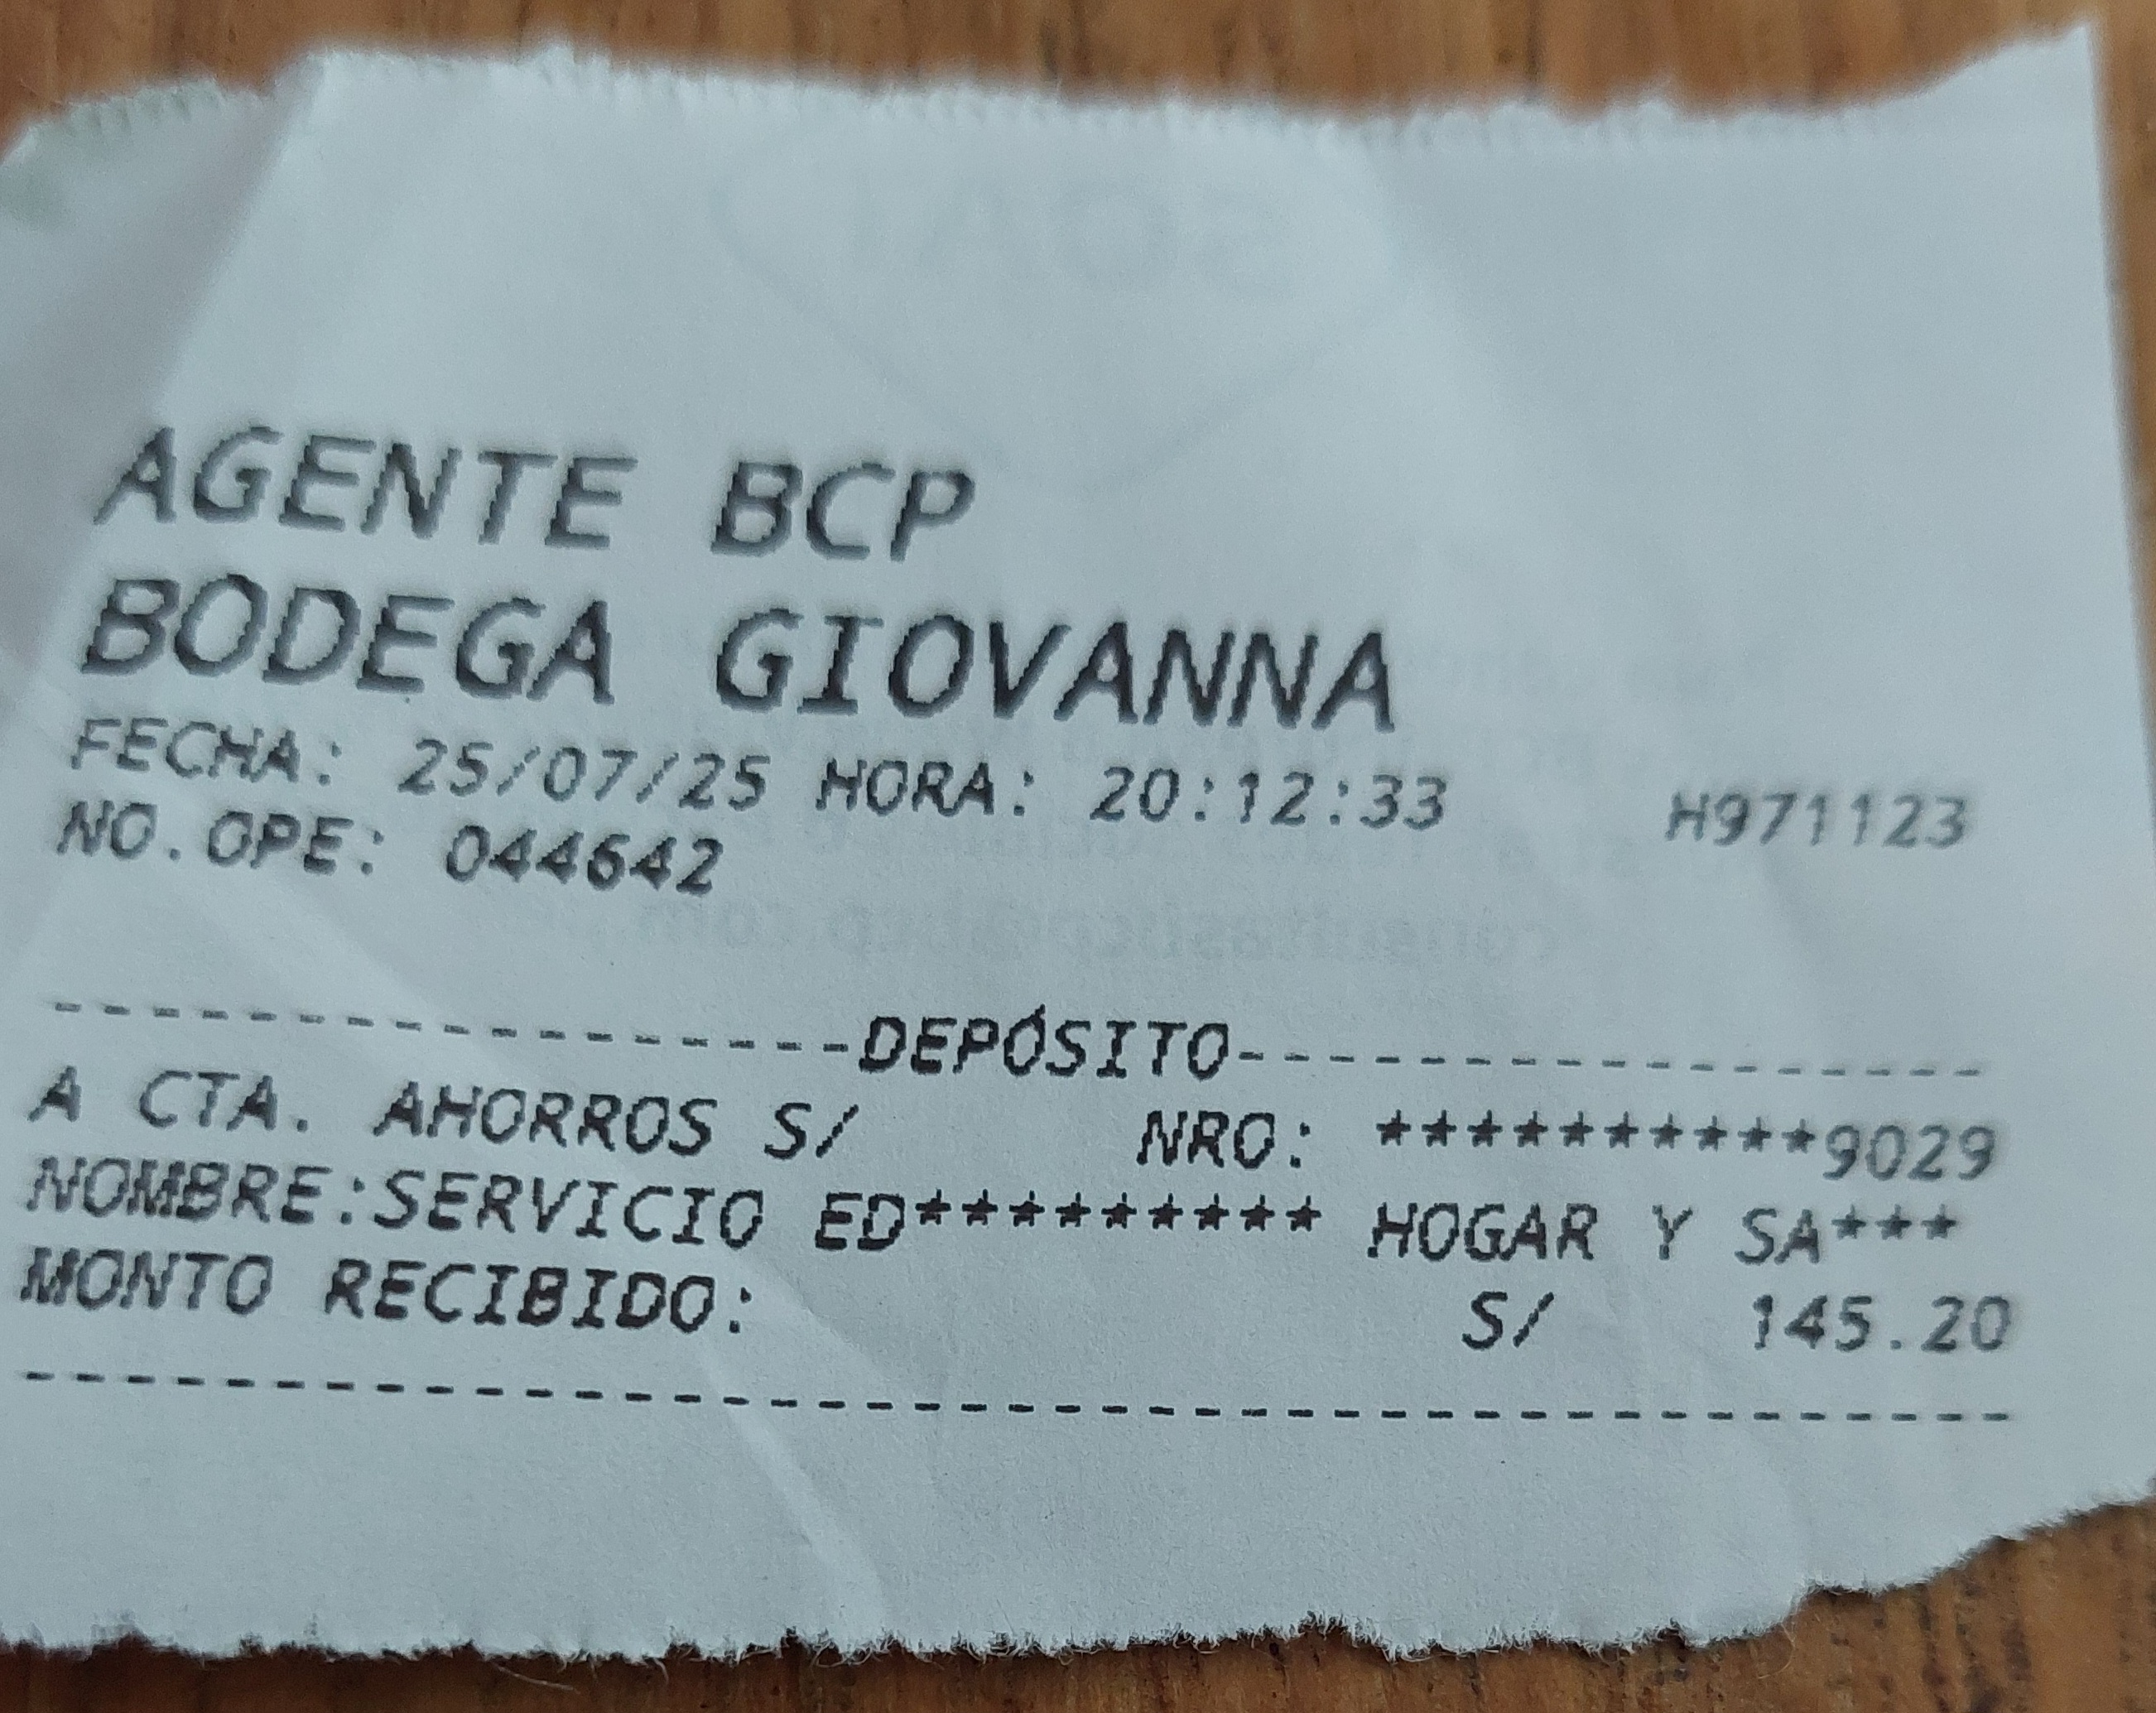 AGENTE BCP
BODEGA GIOVANNA
FECHA: 25/07/25 HORA: 20:12:33 H971123
NO.OPE: 044642
-----------------DEPÓSITO-----------------
A CTA. AHORROS S/ NRO: **********9029
NOMBRE:SERVICIO ED********* HOGAR Y SA***
MONTO RECIBIDO: S/ 145.20
------------------------------------------